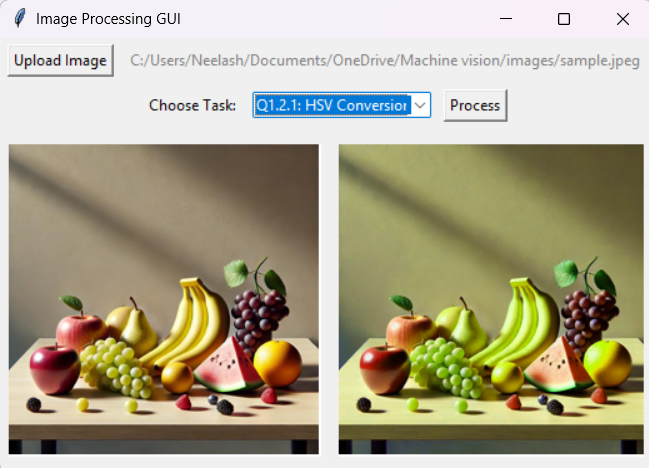 Image Processing GUI
Upload Image C:/Users/Neelash/Documents/OneDrive/Machine vision/images/sample.jpeg
Choose Task: Q1.2.1: HSV Conversion Process